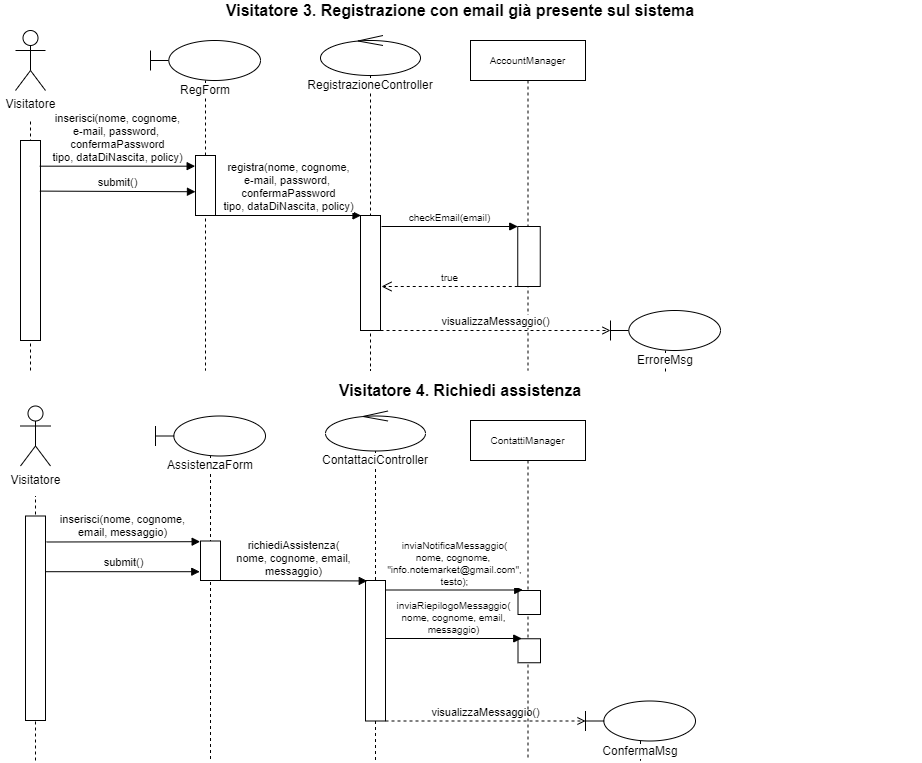 Visitatore 3. Registrazione con email già presente sul sistema
Visitatore
RegForm
RegistrazioneController
AccountManager
inserisci(nome, cognome,
e-mail, password,
confermaPassword
tipo, dataDiNascita, policy)
submit()
registra(nome, cognome,
e-mail, password,
confermaPassword
tipo, dataDiNascita, policy)
checkEmail(email)
true
visualizzaMessaggio()
ErroreMsg
Visitatore 4. Richiedi assistenza
Visitatore
AssistenzaForm
ContattaciController
ContattiManager
inserisci(nome, cognome,
email, messaggio)
submit()
richiediAssistenza(
nome, cognome, email,
messaggio)
inviaNotificaMessaggio(
nome, cognome,
"info.notemarket@gmail.com",
testo);
inviaRiepilogoMessaggio(
nome, cognome, email,
messaggio)
visualizzaMessaggio()
ConfermaMsg